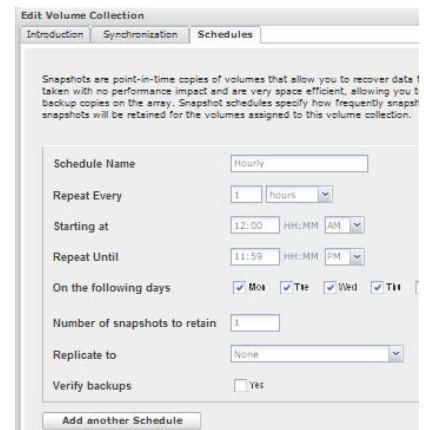 Edit Volume Collection
Introduction Synchronization Schedules
Snapshots are point-in-time copies of volumes that allow you to recover data
taken with no performance impact and are very space efficient, allowing you
backup copies on the array. Snapshot schedules specify how frequently
snapshots will be retained for the volumes assigned to this volume collection.
Schedule Name Hourly
Repeat Every 1 hours
Starting at 12:00 HH:MM AM
Repeat Until 11:59 HH:MM PM
On the following days Mon Tue Wed Thu
Number of snapshots to retain 1
Replicate to None
Verify backups Yes
Add another Schedule